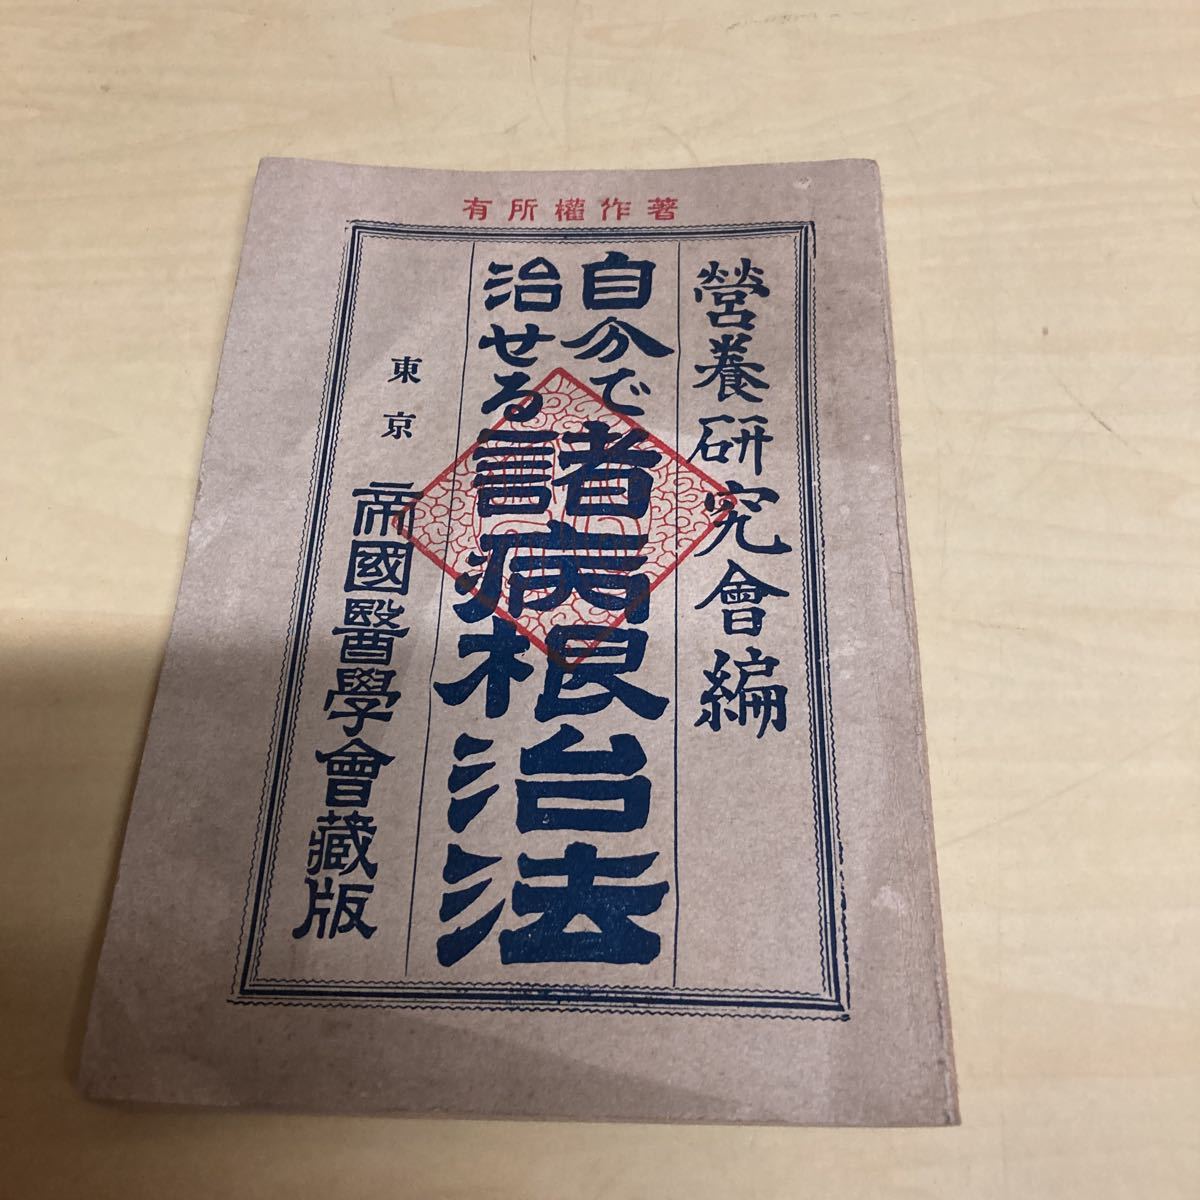 有所權作著
營養研究會編
自分で
治せる
諸病根治法
東京
帝國醫學會藏版